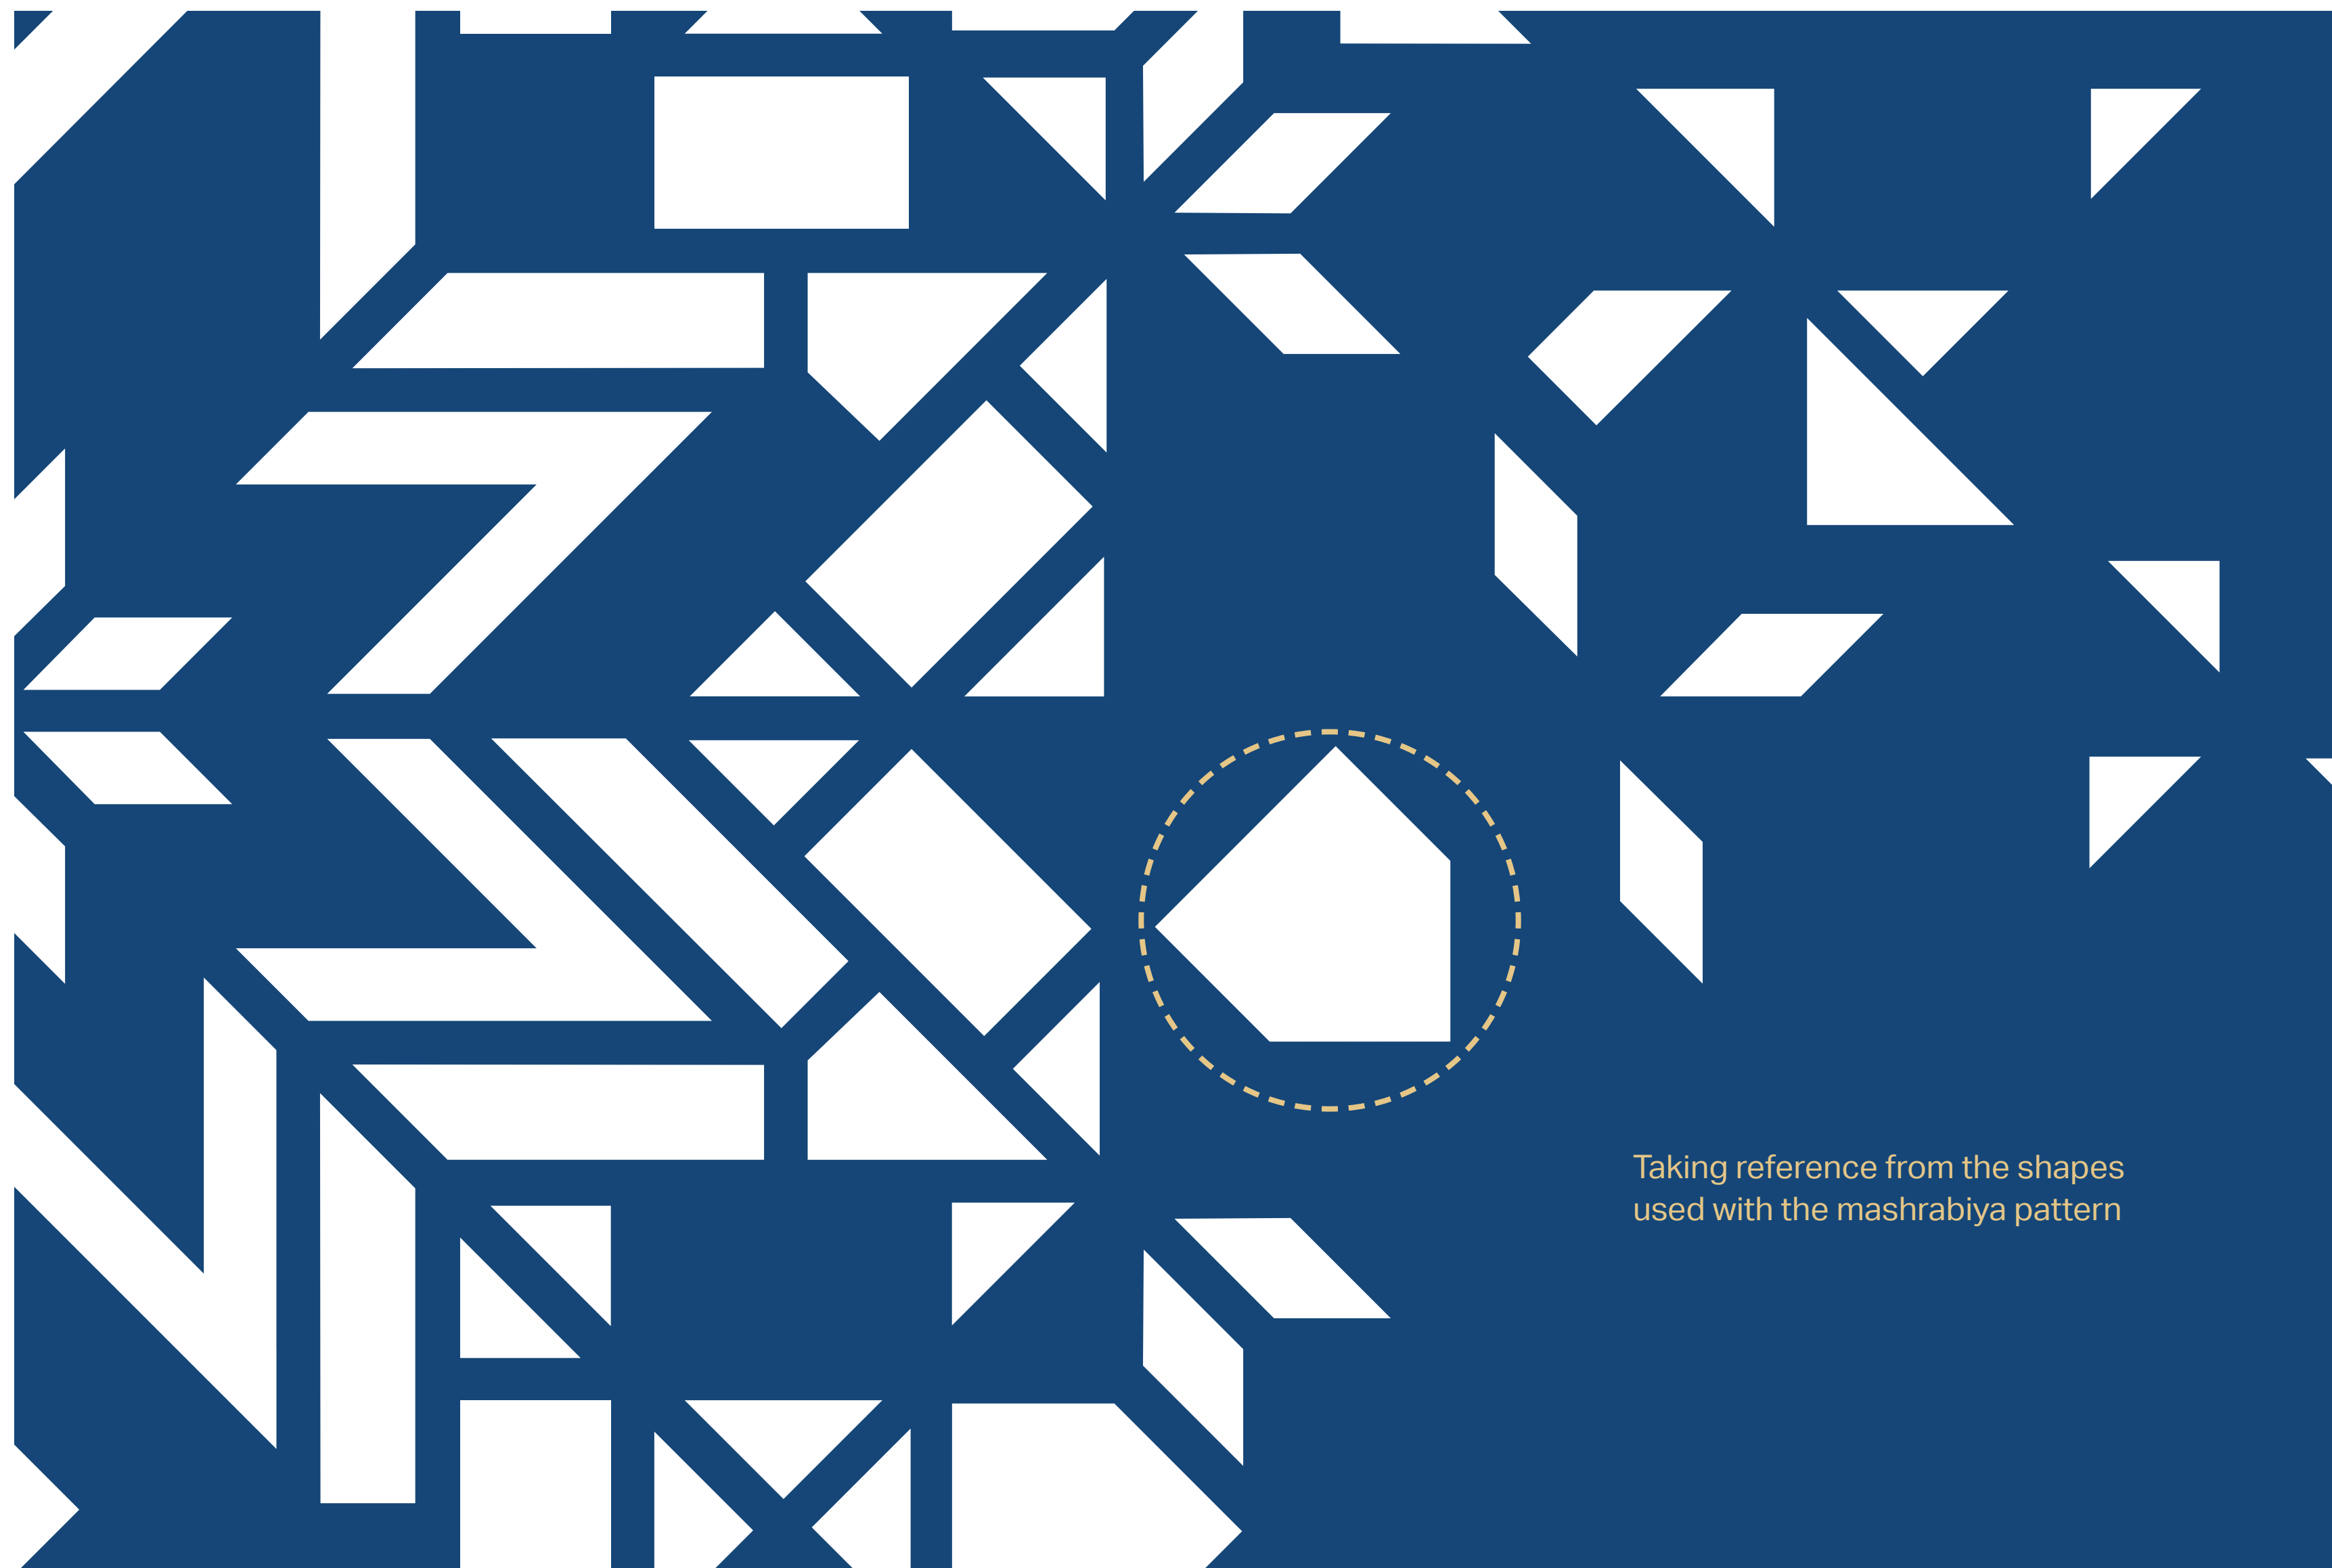 Taking reference from the shapes
used with the mashrabiya pattern